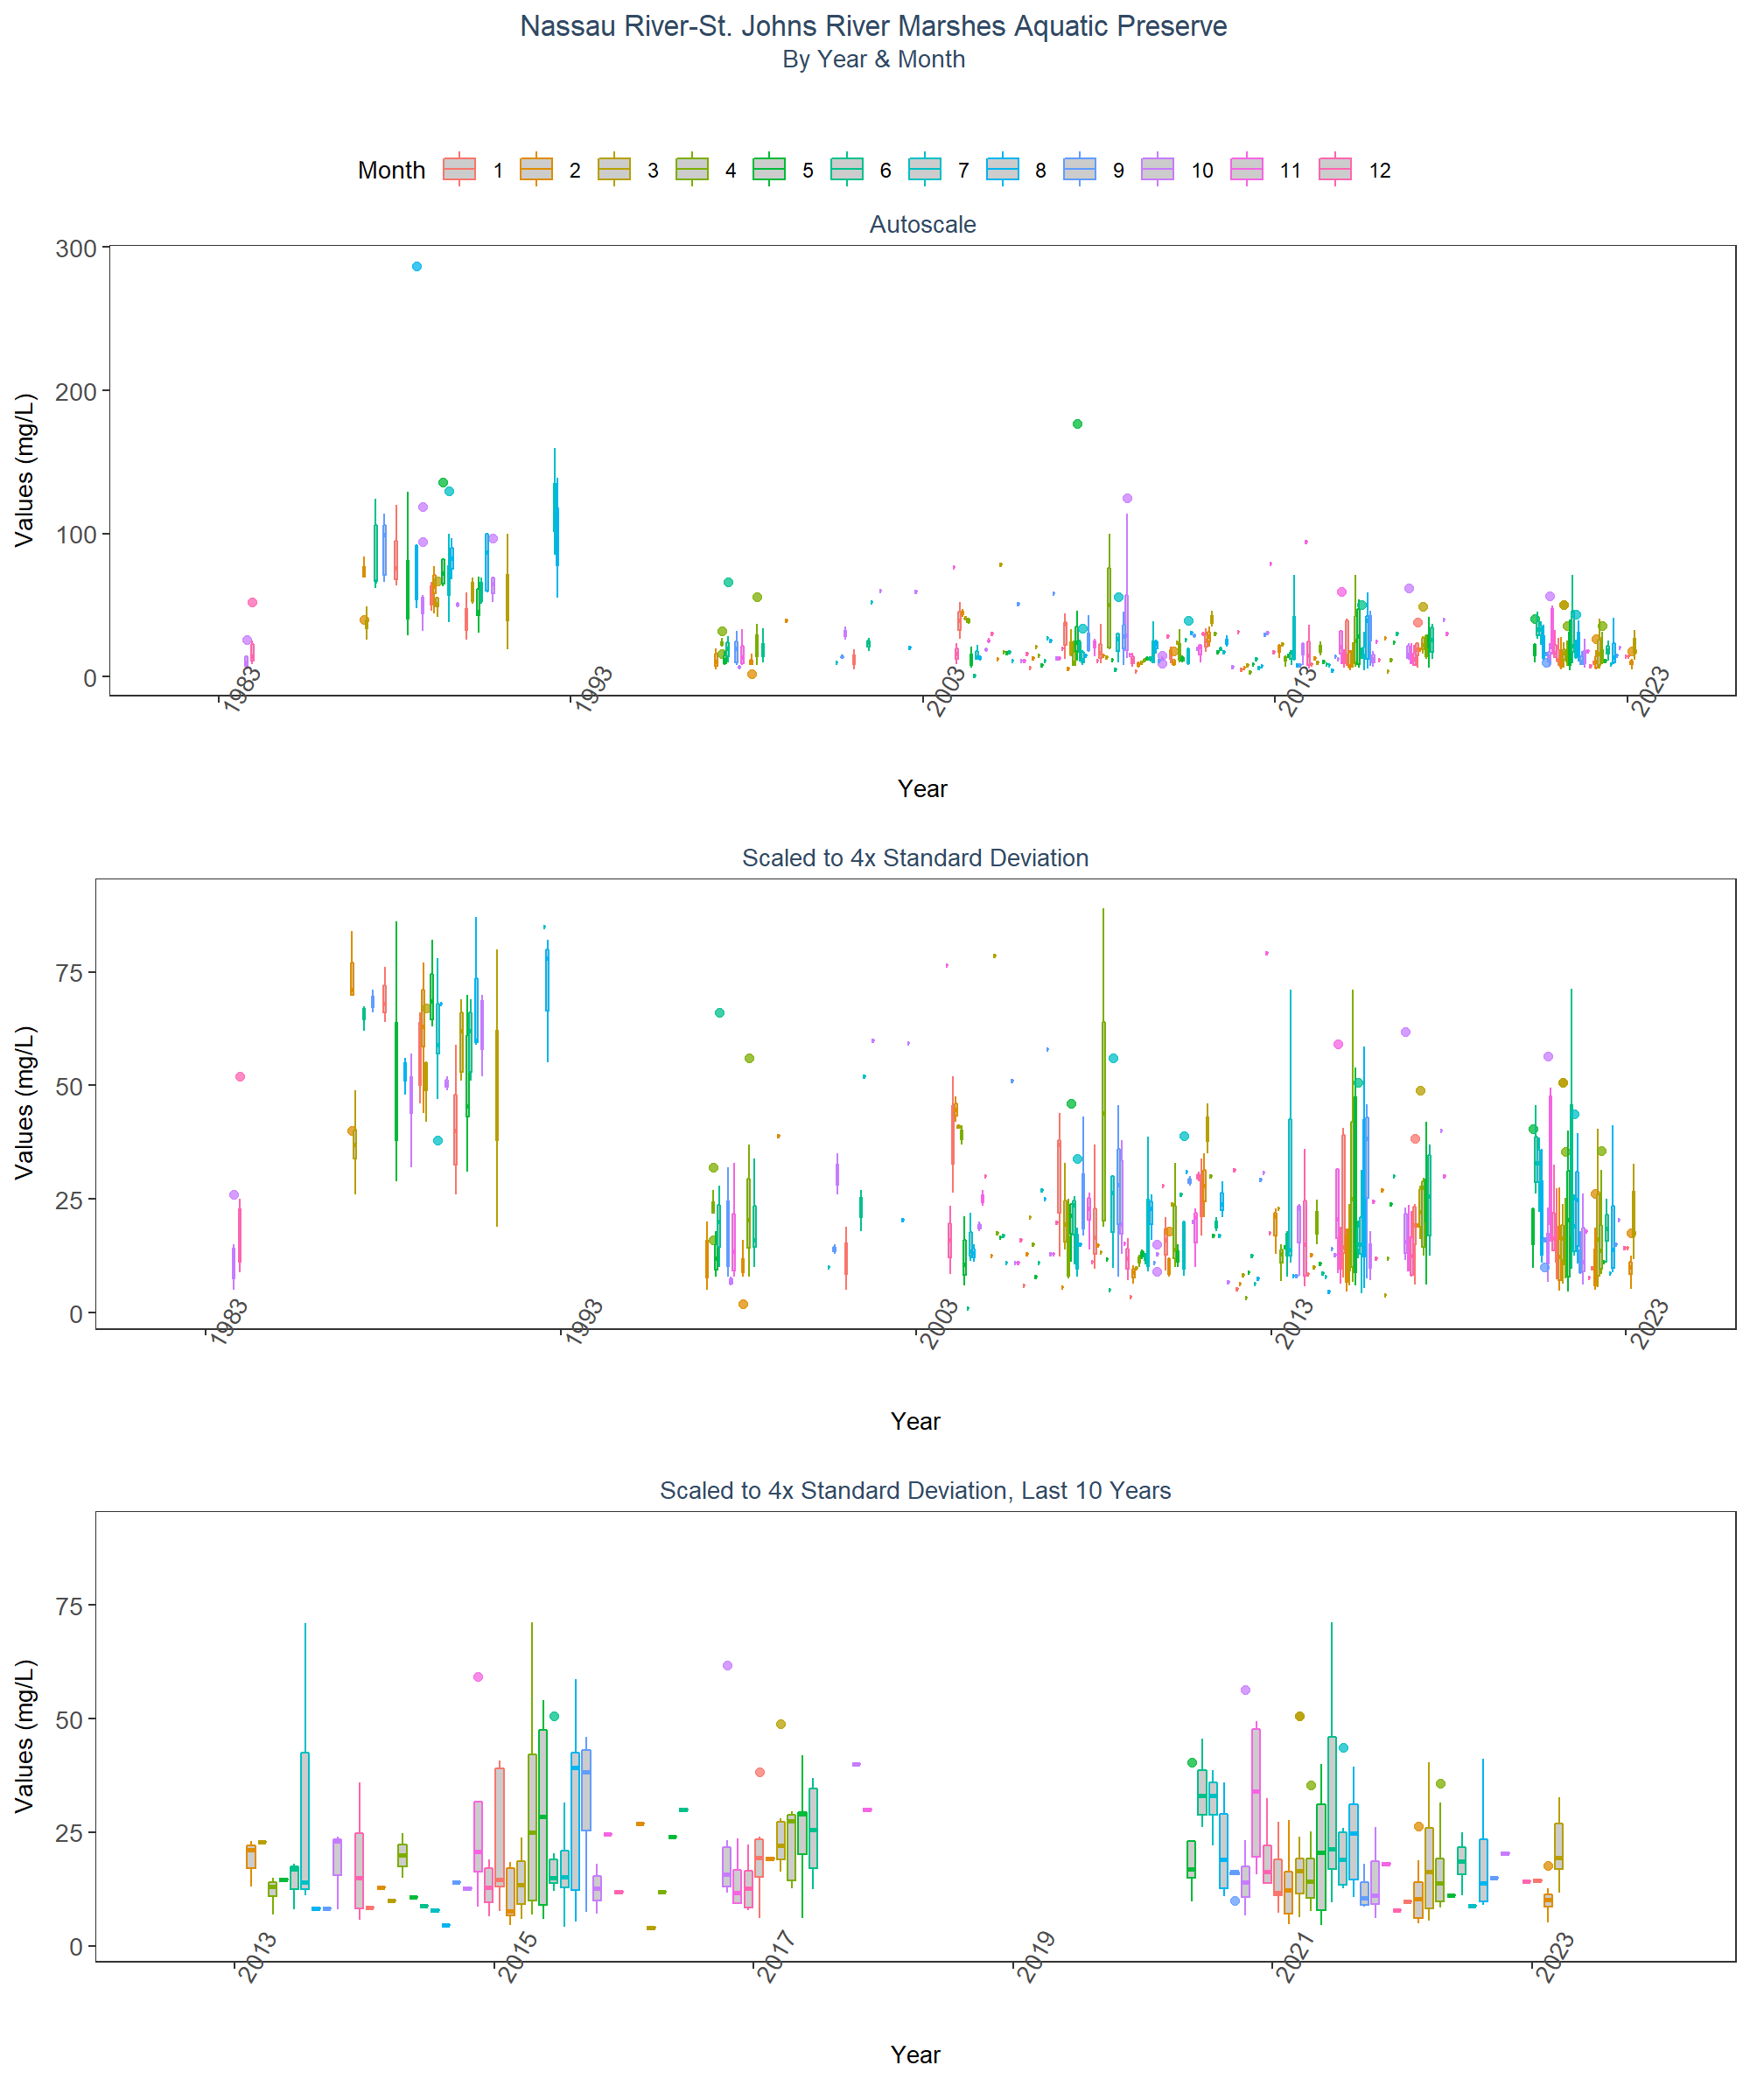 Nassau River-St. Johns River Marshes Aquatic Preserve
By Year & Month
Month 1 2 3 4 5 6 7 8 9 10 11 12
Autoscale
Values (mg/L)
300
200
100
0
1983 1993 2003 2013 2023
Year
Scaled to 4x Standard Deviation
Values (mg/L)
75
50
25
0
1983 1993 2003 2013 2023
Year
Scaled to 4x Standard Deviation, Last 10 Years
Values (mg/L)
75
50
25
0
2013 2015 2017 2019 2021 2023
Year